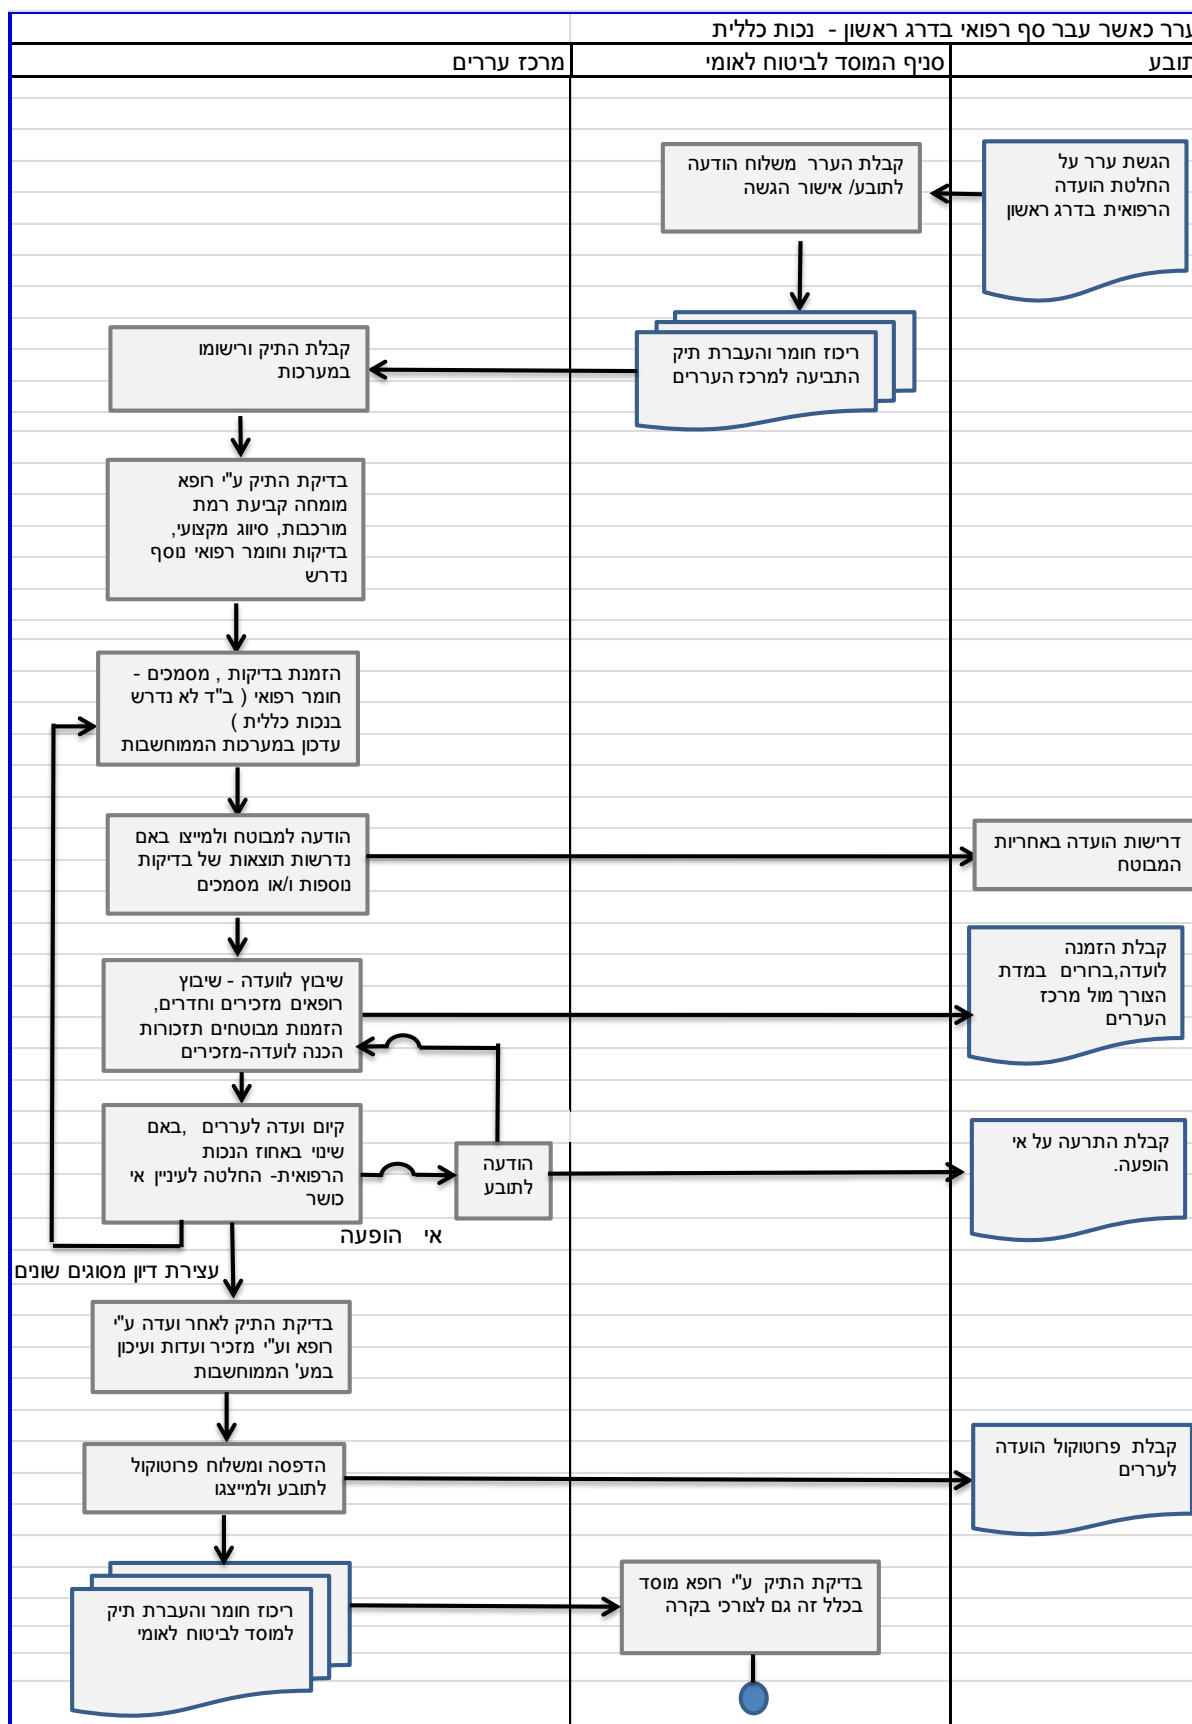 ערר כאשר עבר סף רפואי בדרג ראשון - נכות כללית
תובע
סניף המוסד לביטוח לאומי
מרכז עררים
הגשת ערר על
החלטת הועדה
הרפואית בדרג ראשון
קבלת הערר משלוח הודעה
לתובע/ אישור הגשה
ריכוז חומר והעברת תיק
התביעה למרכז העררים
קבלת התיק ורישומו
במערכות
בדיקת התיק ע"י רופא
מומחה קביעת רמת
מורכבות, סיווג מקצועי,
בדיקות וחומר רפואי נוסף
נדרש
הזמנת בדיקות , מסמכים -
חומר רפואי ( ב"ד לא נדרש
בנכות כללית )
עדכון במערכות הממוחשבות
הודעה למבוטח ולמייצו באם
נדרשות תוצאות של בדיקות
נוספות ו/או מסמכים
דרישות הועדה באחריות
המבוטח
שיבוץ לוועדה - שיבוץ
רופאים מזכירים וחדרים,
הזמנות מבוטחים תזכורות
הכנה לועדה-מזכירים
קבלת הזמנה
לועדה,ברורים במדת
הצורך מול מרכז
העררים
קיום ועדה לעררים ,באם
שינוי באחוז הנכות
הרפואית- החלטה לעיניין אי
כושר
הודעה
לתובע
קבלת התרעה על אי
הופעה.
אי הופעה
עצירת דיון מסוגים שונים
בדיקת התיק לאחר ועדה ע"י
רופא וע"י מזכיר ועדות ועיכון
במע' הממוחשבות
הדפסה ומשלוח פרוטוקול
לתובע ולמייצגו
קבלת פרוטוקול הועדה
לעררים
ריכוז חומר והעברת תיק
למוסד לביטוח לאומי
בדיקת התיק ע"י רופא מוסד
בכלל זה גם לצורכי בקרה